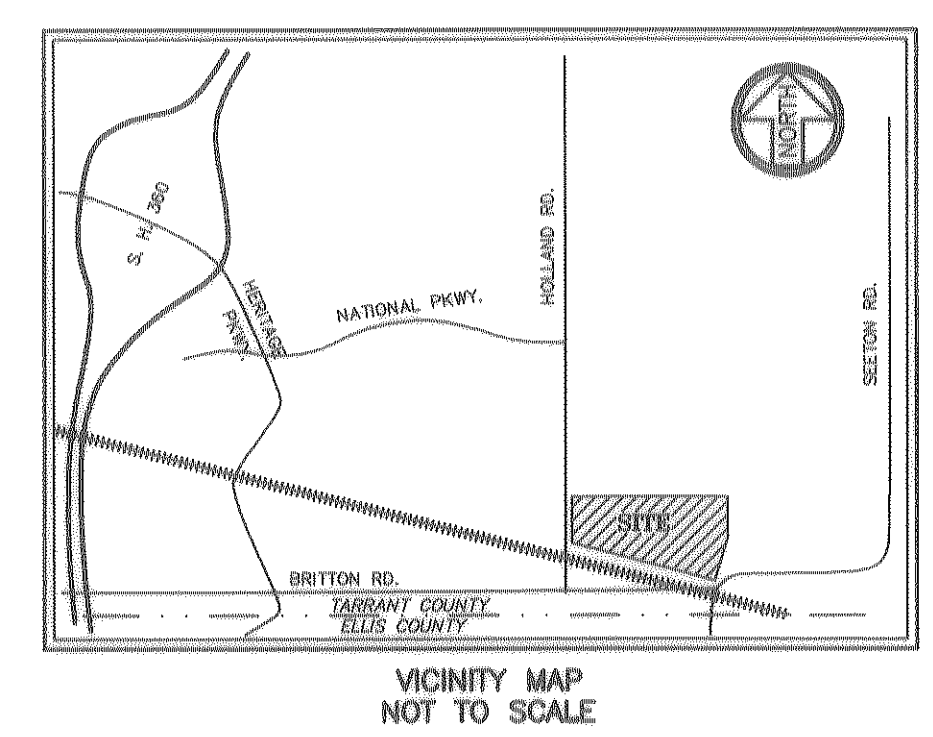 NORTH
S. H. 360
HOLLAND RD.
HERITAGE
PKWY.
NATIONAL PKWY.
SEETON RD.
SITE
BRITTON RD.
TARRANT COUNTY
ELLIS COUNTY
VICINITY MAP
NOT TO SCALE